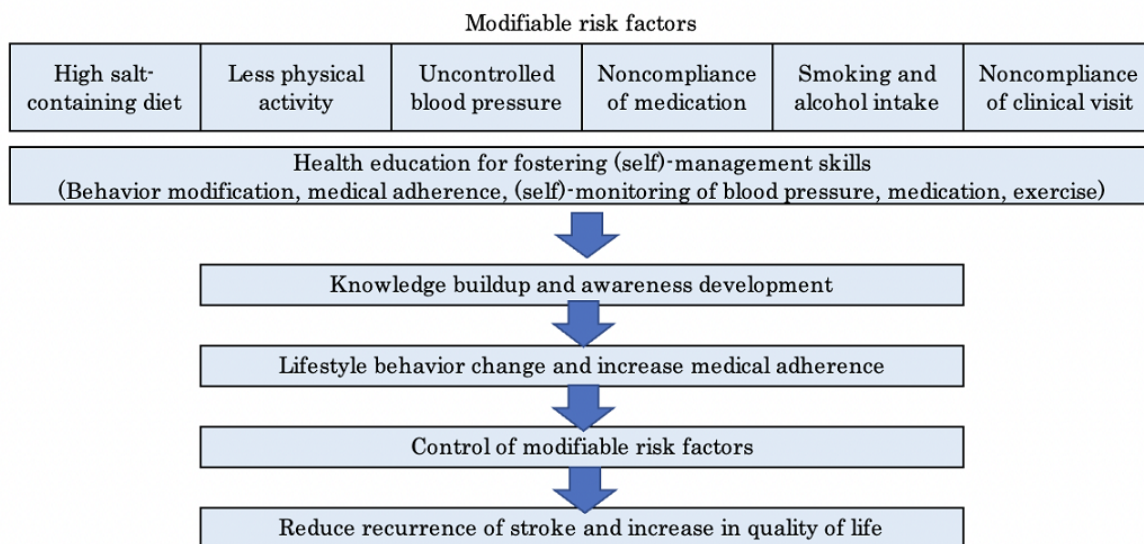 Modifiable risk factors
High salt-
containing diet
Less physical
activity
Uncontrolled
blood pressure
Noncompliance
of medication
Smoking and
alcohol intake
Noncompliance
of clinical visit
Health education for fostering (self)-management skills
(Behavior modification, medical adherence, (self)-monitoring of blood pressure, medication, exercise)
Knowledge buildup and awareness development
Lifestyle behavior change and increase medical adherence
Control of modifiable risk factors
Reduce recurrence of stroke and increase in quality of life